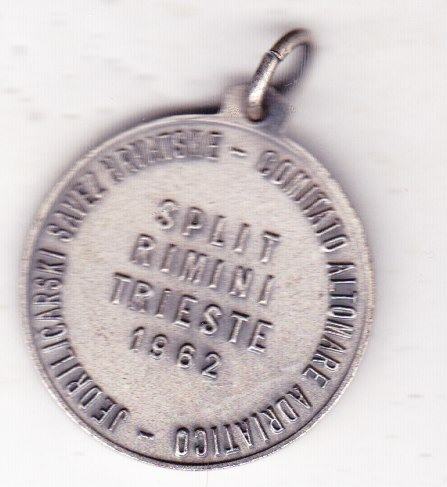 JEDRILIČARSKI SAVEZ HRVATSKE - COMITATO ALTOMARE ADRIATICO -
SPLIT
RIMINI
TRIESTE
1962